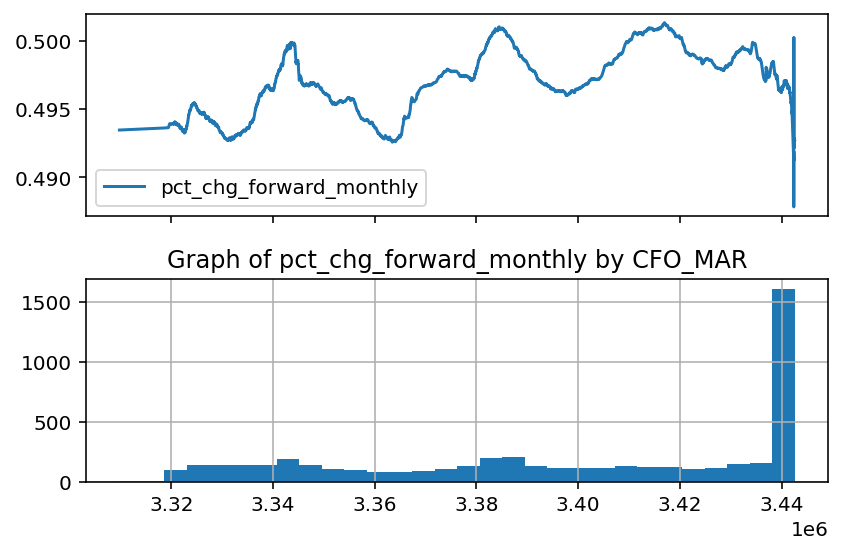 0.500
0.495
0.490
pct_chg_forward_monthly
Graph of pct_chg_forward_monthly by CFO_MAR
1500
1000
500
0
3.32 3.34 3.36 3.38 3.40 3.42 3.44
1e6